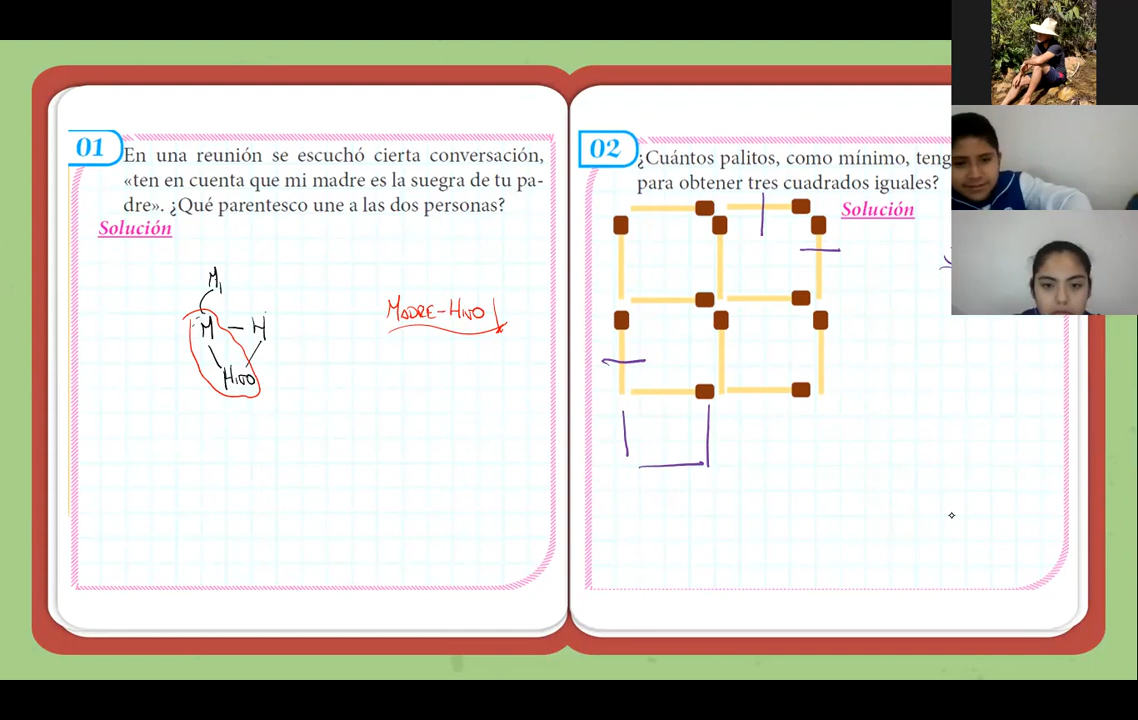 01
En una reunión se escuchó cierta conversación,
«ten en cuenta que mi madre es la suegra de tu pa-
dre». ¿Qué parentesco une a las dos personas?
Solución
M1
M — H
HIJO
MADRE-HIJO
02
¿Cuántos palitos, como mínimo, teng
para obtener tres cuadrados iguales?
Solución